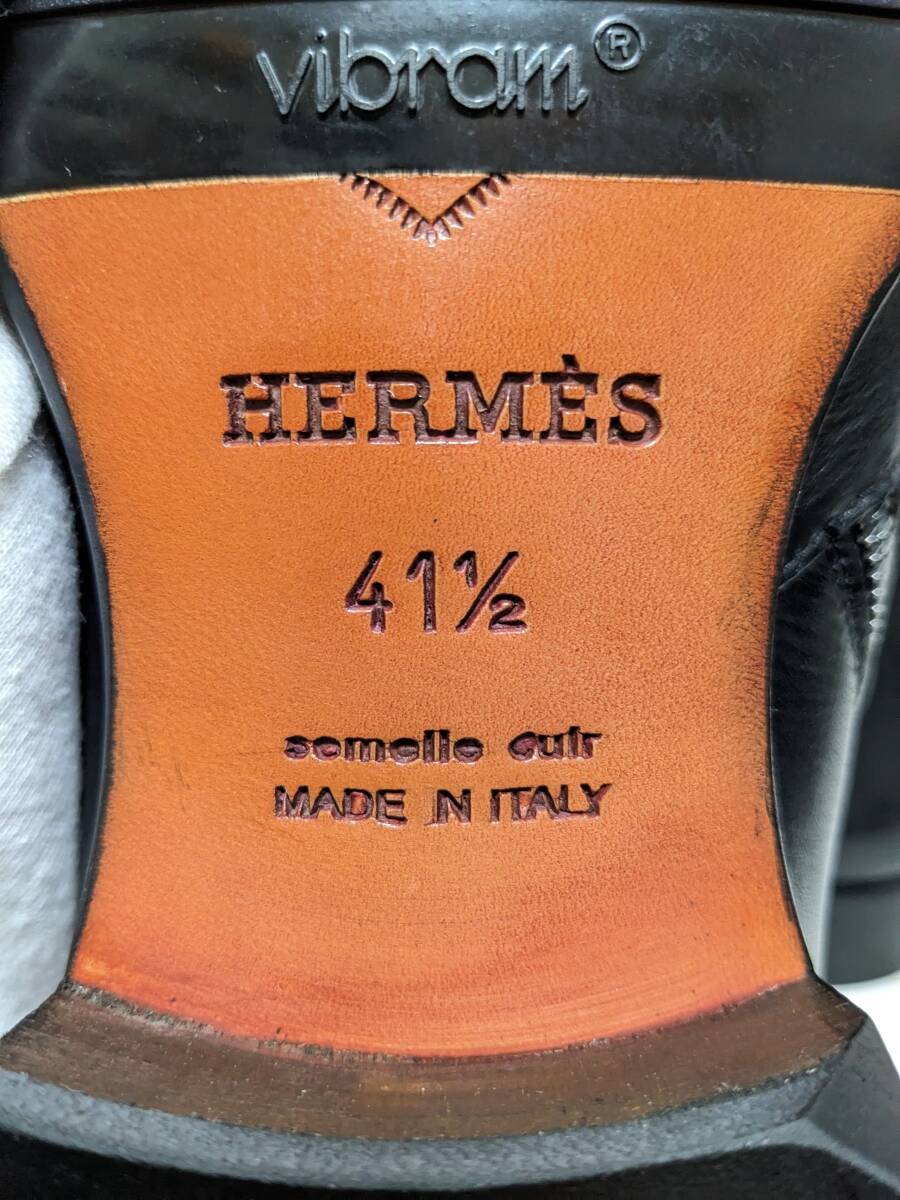 vibram®
HERMÈS
41½
semelle cuir
MADE IN ITALY